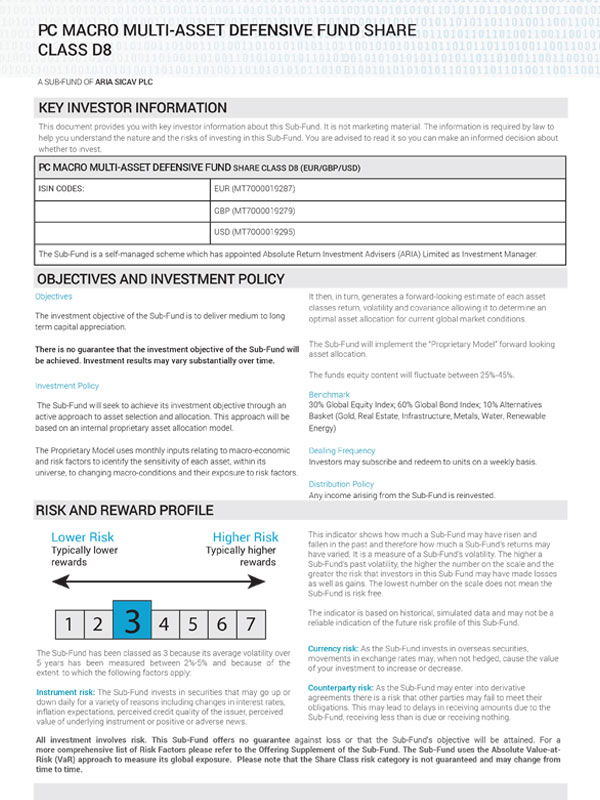 PC MACRO MULTI-ASSET DEFENSIVE FUND SHARE
CLASS D8
A SUB-FUND OF ARIA SICAV PLC
KEY INVESTOR INFORMATION
This document provides you with key investor information about this Sub-Fund. It is not marketing material. The information is required by law to
help you understand the nature and the risks of investing in this Sub-Fund. You are advised to read it so you can make an informed decision about
whether to invest.
PC MACRO MULTI-ASSET DEFENSIVE FUND SHARE CLASS D8 (EUR/GBP/USD)
ISIN CODES:
EUR (MT7000019287)
GBP (MT7000019279)
USD (MT7000019295)
The Sub-Fund is a self-managed scheme which has appointed Absolute Return Investment Advisers (ARIA) Limited as Investment Manager.
OBJECTIVES AND INVESTMENT POLICY
Objectives
The investment objective of the Sub-Fund is to deliver medium to long
term capital appreciation.
There is no guarantee that the investment objective of the Sub-Fund will
be achieved. Investment results may vary substantially over time.
Investment Policy
The Sub-Fund will seek to achieve its investment objective through an
active approach to asset selection and allocation. This approach will be
based on an internal proprietary asset allocation model.
The Proprietary Model uses monthly inputs relating to macro-economic
and risk factors to identify the sensitivity of each asset, within its
universe, to changing macro-conditions and their exposure to risk factors.
It then, in turn, generates a forward-looking estimate of each asset
classes return, volatility and covariance allowing it to determine an
optimal asset allocation for current global market conditions.
The Sub-Fund will implement the "Proprietary Model" forward looking
asset allocation.
The funds equity content will fluctuate between 25%-45%.
Benchmark
30% Global Equity Index; 60% Global Bond Index; 10% Alternatives
Basket (Gold, Real Estate, Infrastructure, Metals, Water, Renewable
Energy)
Dealing Frequency
Investors may subscribe and redeem to units on a weekly basis.
Distribution Policy
Any income arising from the Sub-Fund is reinvested.
RISK AND REWARD PROFILE
Lower Risk
Typically lower
rewards
Higher Risk
Typically higher
rewards
1 2 3 4 5 6 7
The Sub-Fund has been classed as 3 because its average volatility over
5 years has been measured between 2%-5% and because of the
extent to which the following factors apply:
Instrument risk: The Sub-Fund invests in securities that may go up or
down daily for a variety of reasons including changes in interest rates,
inflation expectations, perceived credit quality of the issuer, perceived
value of underlying instrument or positive or adverse news.
This indicator shows how much a Sub-Fund may have risen and
fallen in the past and therefore how much a Sub-Fund's returns may
have varied. It is a measure of a Sub-Fund's volatility. The higher a
Sub-Fund's past volatility, the higher the number on the scale and the
greater the risk that investors in this Sub-Fund may have made losses
as well as gains. The lowest number on the scale does not mean the
Sub-Fund is risk free.
The indicator is based on historical, simulated data and may not be a
reliable indication of the future risk profile of this Sub-Fund.
Currency risk: As the Sub-Fund invests in overseas securities,
movements in exchange rates may, when not hedged, cause the value
of your investment to increase or decrease.
Counterparty risk: As the Sub-Fund may enter into derivative
agreements there is a risk that other parties may fail to meet their
obligations. This may lead to delays in receiving amounts due to the
Sub-Fund, receiving less than is due or receiving nothing.
All investment involves risk. This Sub-Fund offers no guarantee against loss or that the Sub-Fund's objective will be attained. For a
more comprehensive list of Risk Factors please refer to the Offering Supplement of the Sub-Fund. The Sub-Fund uses the Absolute Value-at-
Risk (VaR) approach to measure its global exposure. Please note that the Share Class risk category is not guaranteed and may change from
time to time.